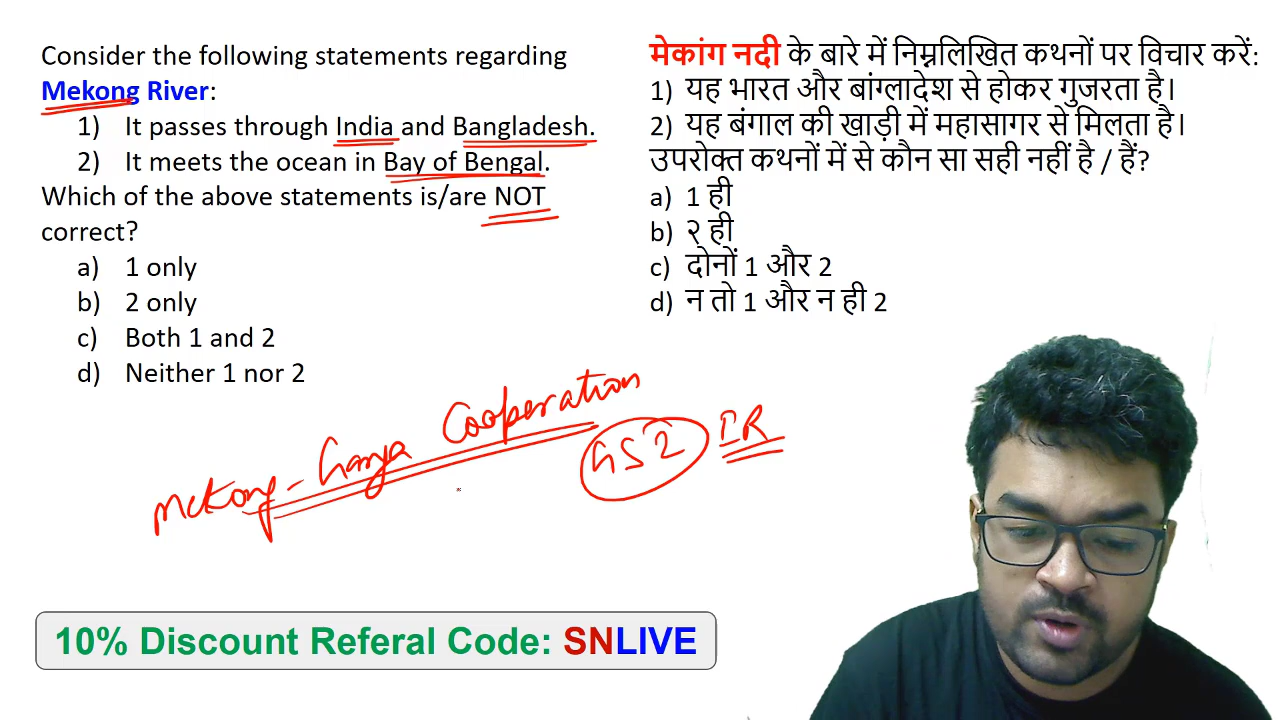 Consider the following statements regarding
Mekong River:
1) It passes through India and Bangladesh.
2) It meets the ocean in Bay of Bengal.
Which of the above statements is/are NOT
correct?
a) 1 only
b) 2 only
c) Both 1 and 2
d) Neither 1 nor 2
मेकांग नदी के बारे में निम्नलिखित कथनों पर विचार करें:
1) यह भारत और बांग्लादेश से होकर गुजरता है।
2) यह बंगाल की खाड़ी में महासागर से मिलता है।
उपरोक्त कथनों में से कौन सा सही नहीं है / हैं?
a) 1 ही
b) २ ही
c) दोनों 1 और 2
d) न तो 1 और न ही 2
Mekong - Ganga Cooperation
GS2 IR
10% Discount Referal Code: SNLIVE